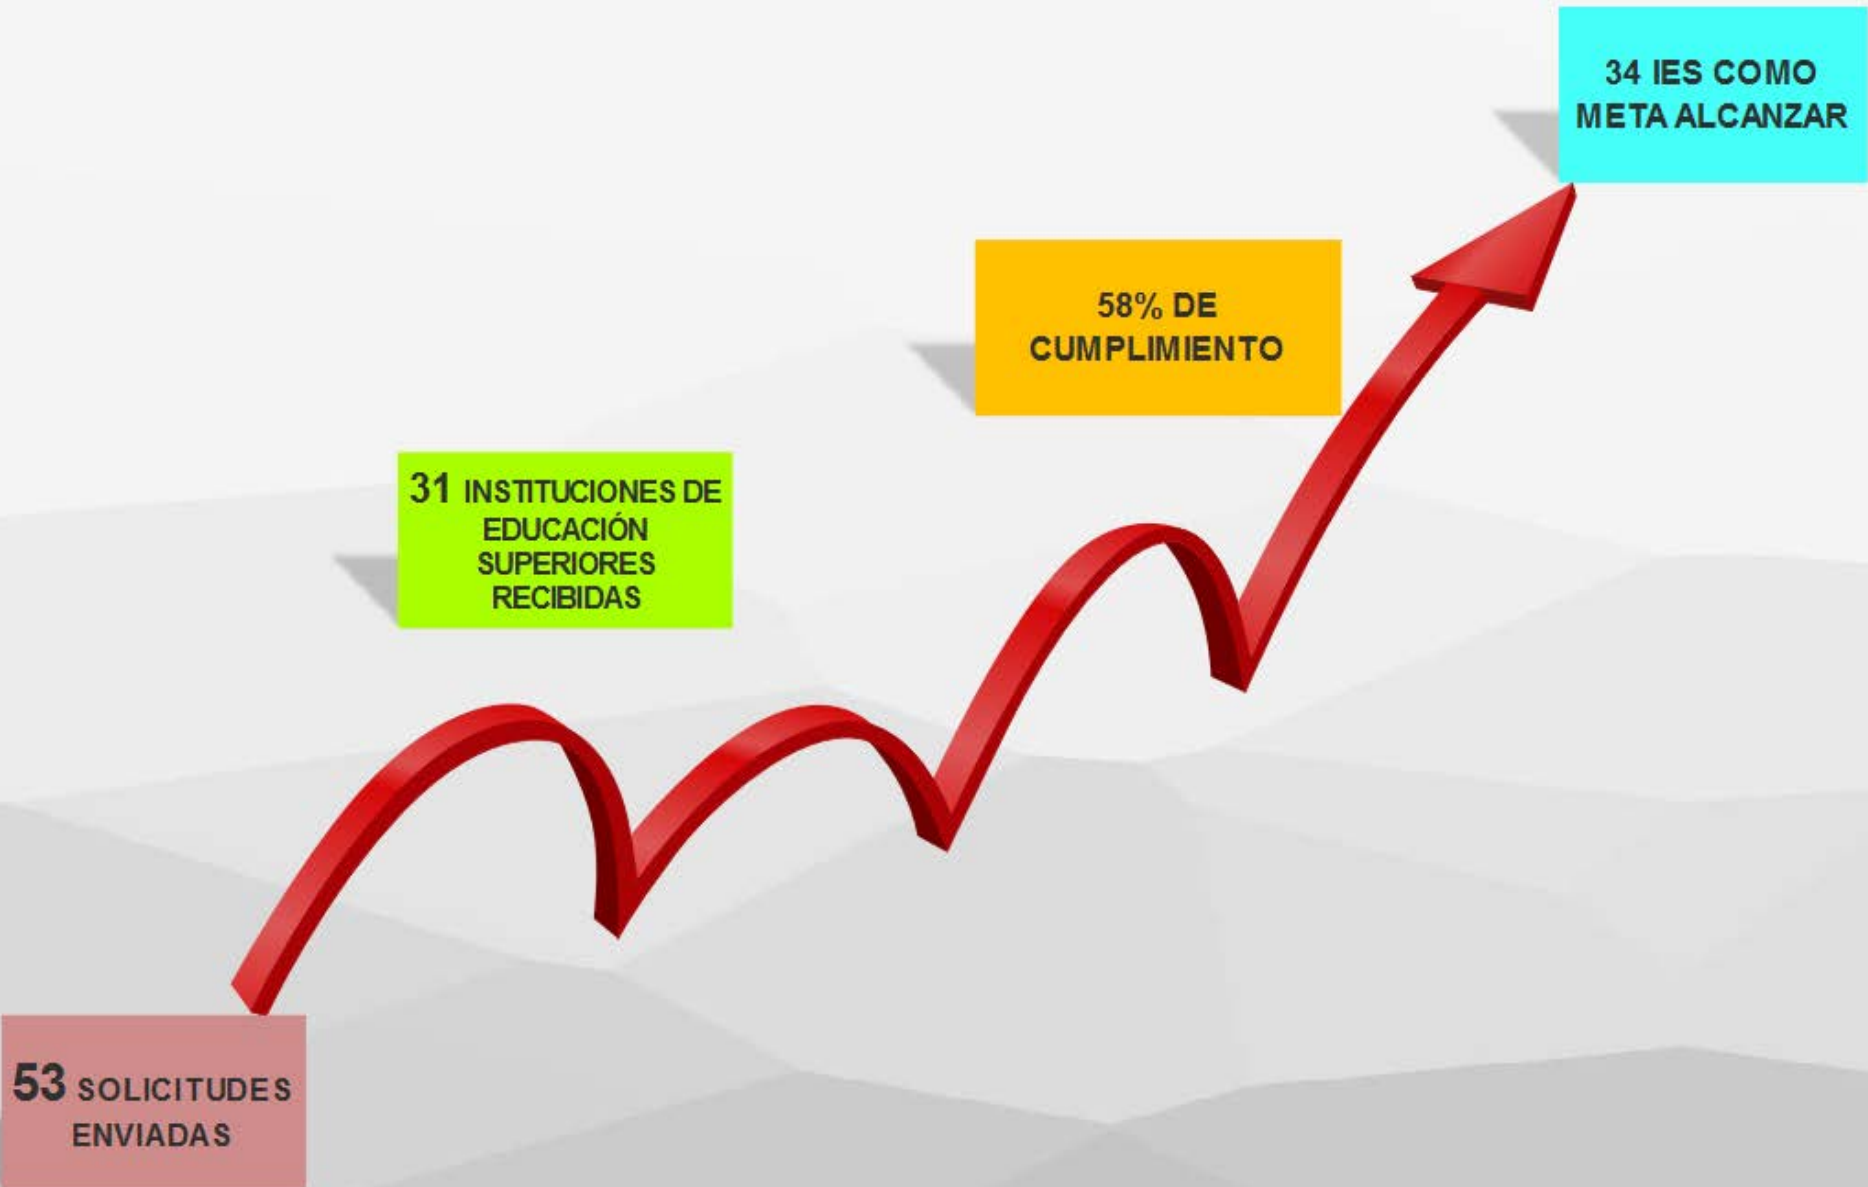 34 IES COMO
META ALCANZAR
58% DE
CUMPLIMIENTO
31 INSTITUCIONES DE
EDUCACIÓN
SUPERIORES
RECIBIDAS
53 SOLICITUDES
ENVIADAS